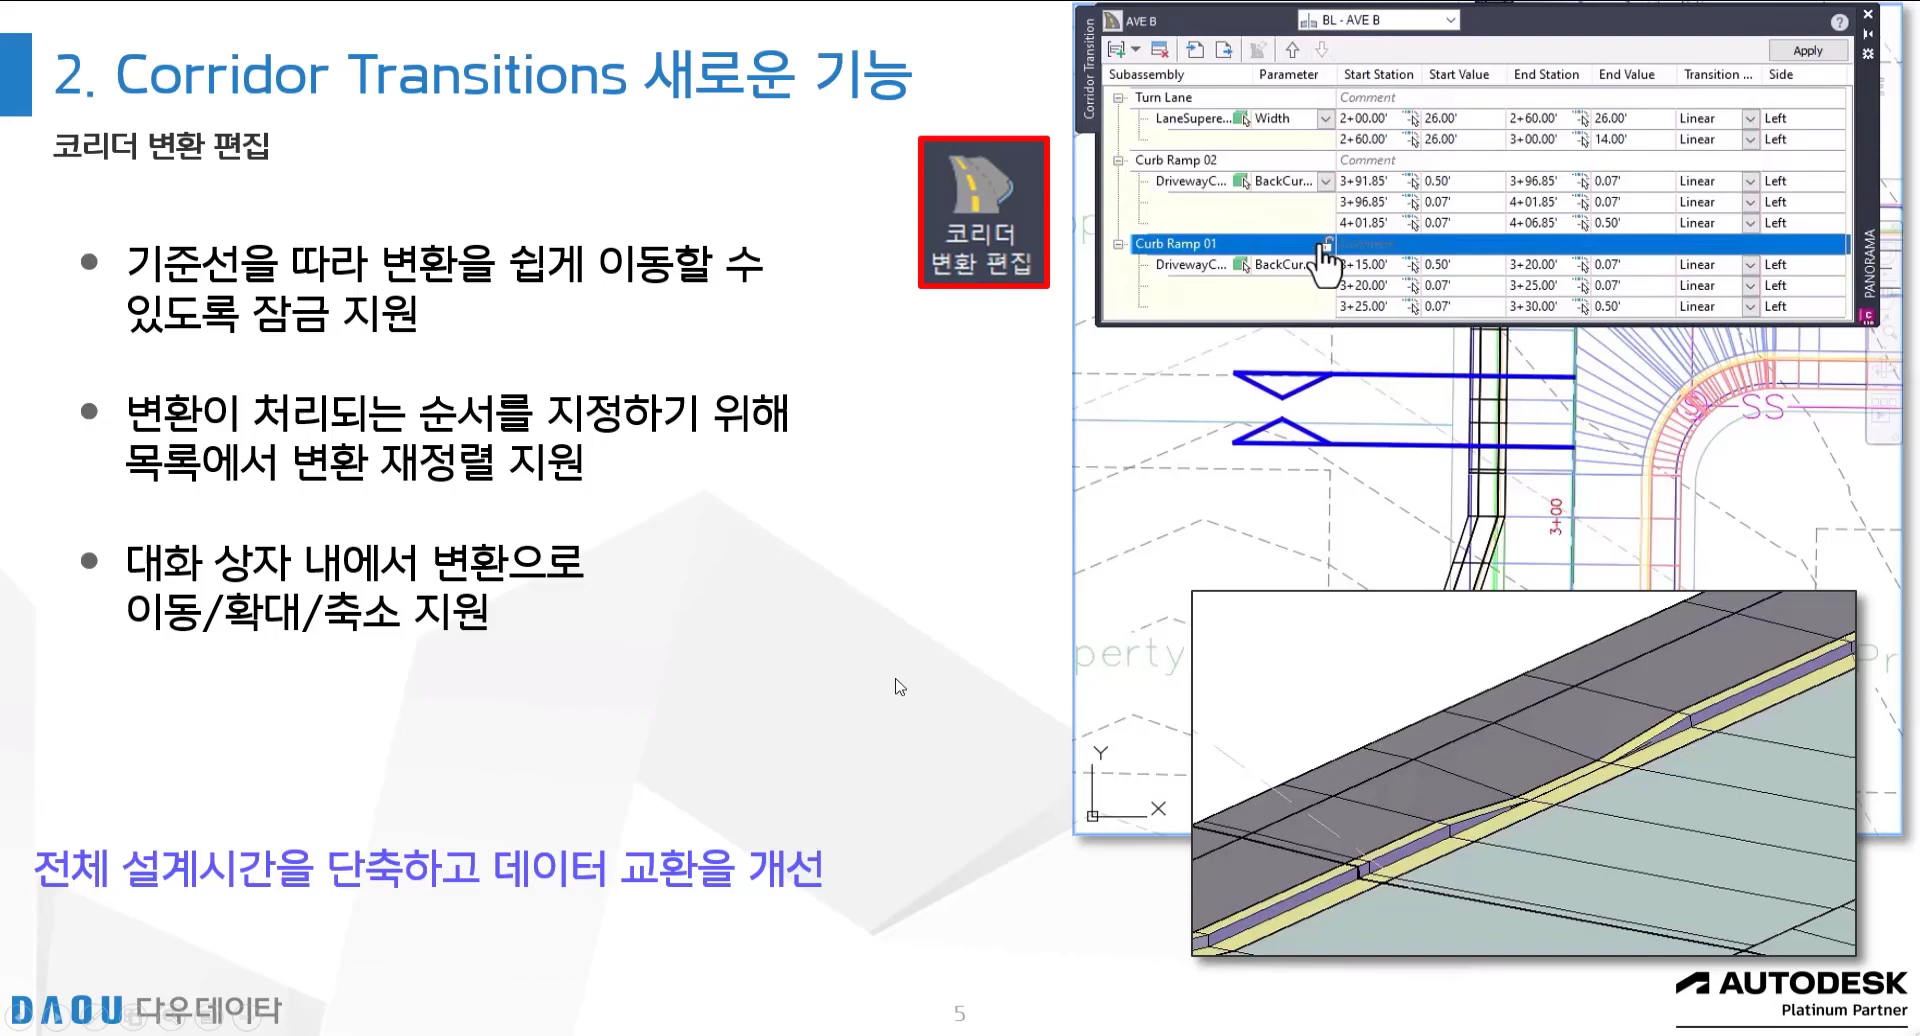 2. Corridor Transitions 새로운 기능
코리더 변환 편집
기준선을 따라 변환을 쉽게 이동할 수
있도록 잠금 지원
변환이 처리되는 순서를 지정하기 위해
목록에서 변환 재정렬 지원
대화 상자 내에서 변환으로
이동/확대/축소 지원
전체 설계시간을 단축하고 데이터 교환을 개선
코리더
변환 편집
Corridor Transition
AVE B
BL - AVE B
Apply
Subassembly Parameter Start Station Start Value End Station End Value Transition ... Side
Turn Lane Comment
LaneSupere... Width 2+00.00' 26.00' 2+60.00' 26.00' Linear Left
2+60.00' 26.00' 3+00.00' 14.00' Linear Left
Curb Ramp 02 Comment
DrivewayC... BackCur... 3+91.85' 0.50' 3+96.85' 0.07' Linear Left
3+96.85' 0.07' 4+01.85' 0.07' Linear Left
4+01.85' 0.07' 4+06.85' 0.50' Linear Left
Curb Ramp 01 Comment
DrivewayC... BackCur... 3+15.00' 0.50' 3+20.00' 0.07' Linear Left
3+20.00' 0.07' 3+25.00' 0.07' Linear Left
3+25.00' 0.07' 3+30.00' 0.50' Linear Left
PANORAMA
SS
3+00
perty
Pr
Y
X
DAOU 다우데이타
5
AUTODESK
Platinum Partner